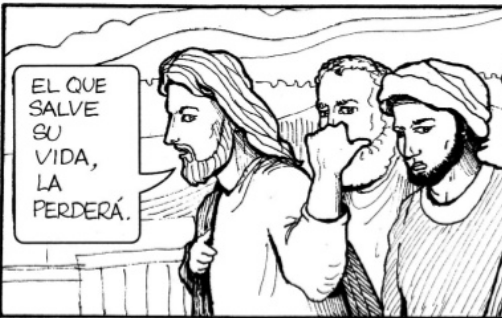 EL QUE
SALVE
SU
VIDA,
LA
PERDERÁ.